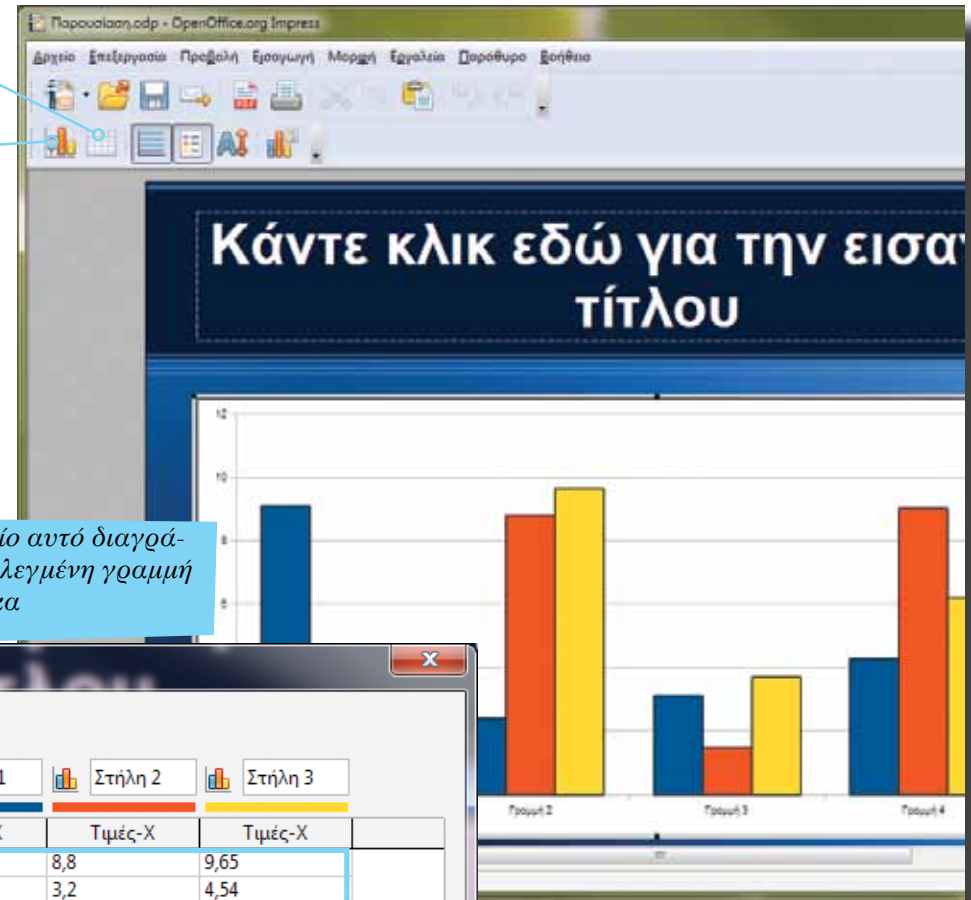 Παρουσίαση.odp - OpenOffice.org Impress
Αρχείο Επεξεργασία Προβολή Εισαγωγή Μορφή Εργαλεία Παράθυρο Βοήθεια
Κάντε κλικ εδώ για την εισα
τίτλου
12
10
8
6
ίο αυτό διαγρά-
λεγμένη γραμμή
κα
1 Στήλη 2 Στήλη 3
X Τιμές-X Τιμές-X
8,8 9,65
3,2 4,54
Γραμμή 2 Γραμμή 3 Γραμμή 4